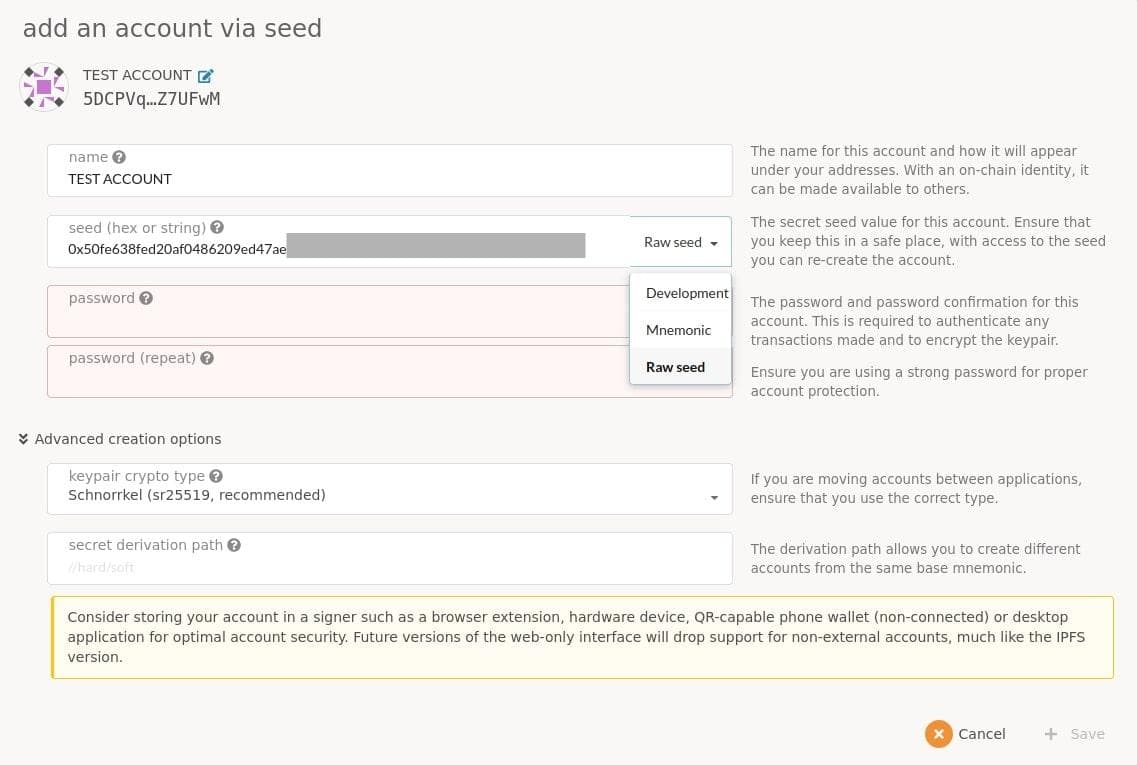 add an account via seed
TEST ACCOUNT
5DCPVq…Z7UFwM
name
TEST ACCOUNT
The name for this account and how it will appear
under your addresses. With an on-chain identity, it
can be made available to others.
seed (hex or string)
0x50fe638fed20af0486209ed47ae
Raw seed
The secret seed value for this account. Ensure that
you keep this in a safe place, with access to the seed
you can re-create the account.
Development
Mnemonic
Raw seed
password
The password and password confirmation for this
account. This is required to authenticate any
transactions made and to encrypt the keypair.
password (repeat)
Ensure you are using a strong password for proper
account protection.
Advanced creation options
keypair crypto type
Schnorrkel (sr25519, recommended)
If you are moving accounts between applications,
ensure that you use the correct type.
secret derivation path
//hard/soft
The derivation path allows you to create different
accounts from the same base mnemonic.
Consider storing your account in a signer such as a browser extension, hardware device, QR-capable phone wallet (non-connected) or desktop
application for optimal account security. Future versions of the web-only interface will drop support for non-external accounts, much like the IPFS
version.
Cancel
Save